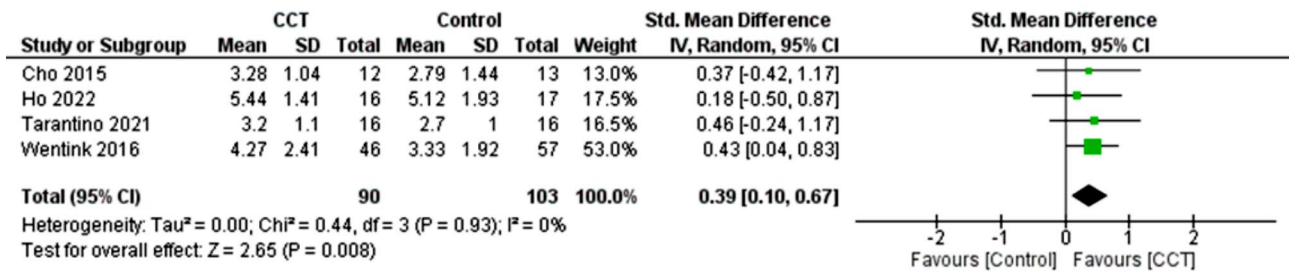 CCT Control Std. Mean Difference Std. Mean Difference
Study or Subgroup Mean SD Total Mean SD Total Weight IV, Random, 95% CI IV, Random, 95% CI
Cho 2015 3.28 1.04 12 2.79 1.44 13 13.0% 0.37 [-0.42, 1.17]
Ho 2022 5.44 1.41 16 5.12 1.93 17 17.5% 0.18 [-0.50, 0.87]
Tarantino 2021 3.2 1.1 16 2.7 1 16 16.5% 0.46 [-0.24, 1.17]
Wentink 2016 4.27 2.41 46 3.33 1.92 57 53.0% 0.43 [0.04, 0.83]
Total (95% CI) 90 103 100.0% 0.39 [0.10, 0.67]
Heterogeneity: Tau² = 0.00; Chi² = 0.44, df = 3 (P = 0.93); I² = 0%
Test for overall effect: Z = 2.65 (P = 0.008)
-2 -1 0 1 2
Favours [Control] Favours [CCT]